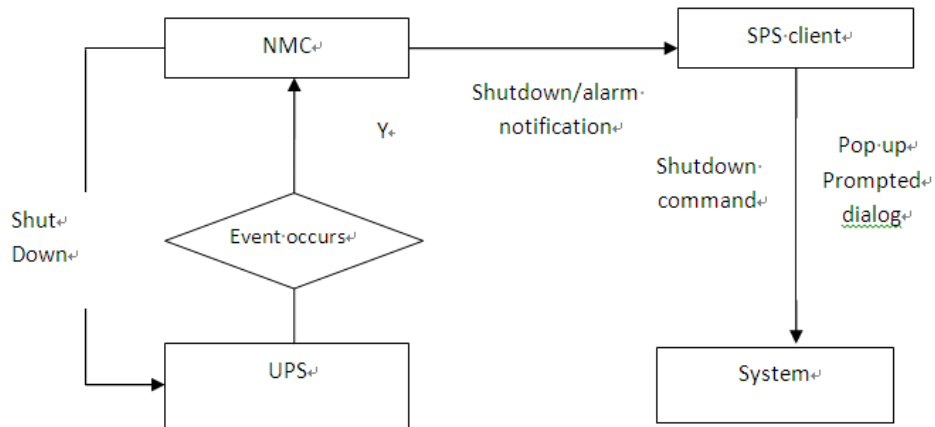 NMC
SPS client
Shutdown/alarm
notification
Y
Shutdown
command
Pop up
Prompted
dialog
Shut
Down
Event occurs
UPS
System